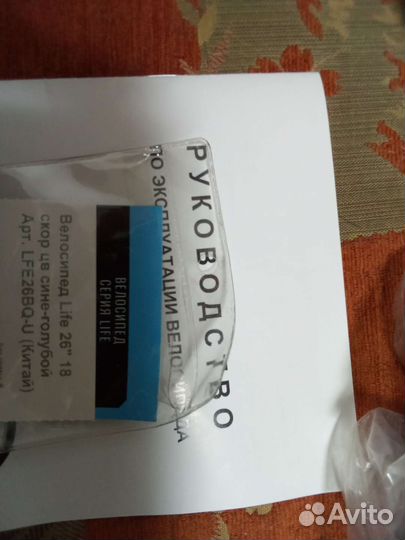 РУКОВОДСТВО
ПО ЭКСПЛУАТАЦИИ ВЕЛОСИПЕДА
ВЕЛОСИПЕД
СЕРИЯ LIFE
Велосипед Life 26" 18
скор цв сине-голубой
Арт. LFE26BQ-U (Китай)
Avito